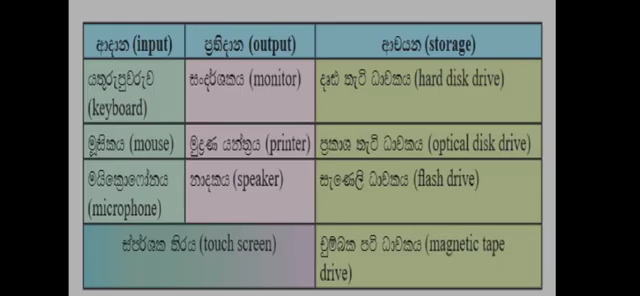 ආදාන (input) ප්‍රතිදාන (output) ආචයන (storage)
යතුරුපුවරුව සංදර්ශකය (monitor) දෘඪ තැටි ධාවකය (hard disk drive)
(keyboard)
මූසිකය (mouse) මුද්‍රණ යන්ත්‍රය (printer) ප්‍රකාශ තැටි ධාවකය (optical disk drive)
මයික්‍රොෆෝනය නාදකය (speaker) සැණෙලි ධාවකය (flash drive)
(microphone)
ස්පර්ශක තිරය (touch screen) චුම්බක පටි ධාවකය (magnetic tape
drive)